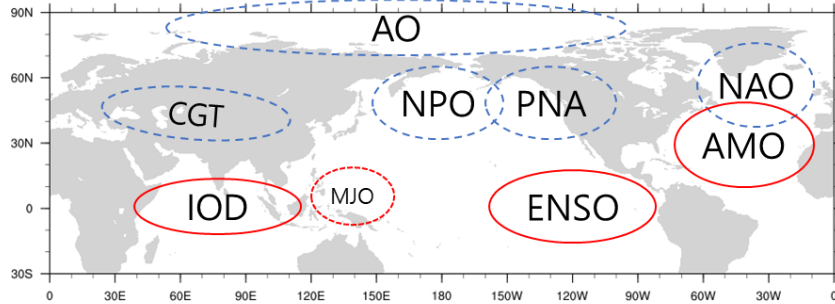 90N
AO
60N
CGT
NPO
PNA
NAO
30N
AMO
0
IOD
MJO
ENSO
30S
0 30E 60E 90E 120E 150E 180 150W 120W 90W 60W 30W